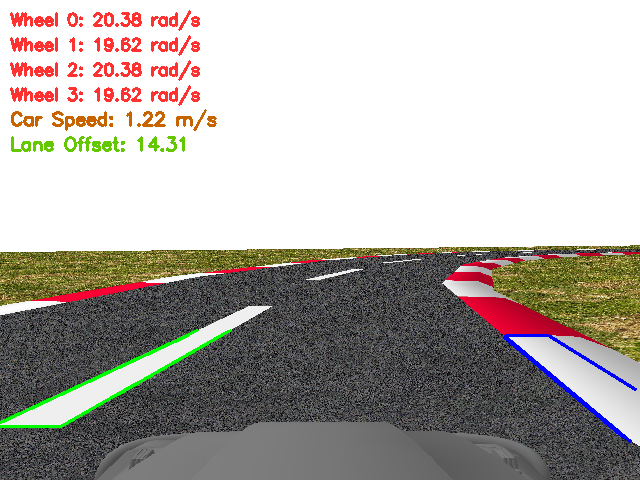 Wheel 0: 20.38 rad/s
Wheel 1: 19.62 rad/s
Wheel 2: 20.38 rad/s
Wheel 3: 19.62 rad/s
Car Speed: 1.22 m/s
Lane Offset: 14.31